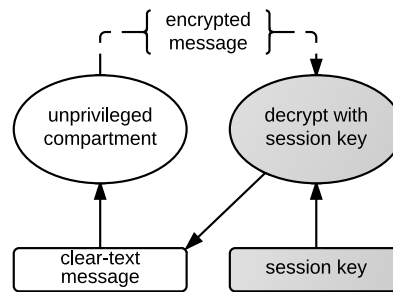 encrypted
message
unprivileged
compartment
decrypt with
session key
clear-text
message
session key